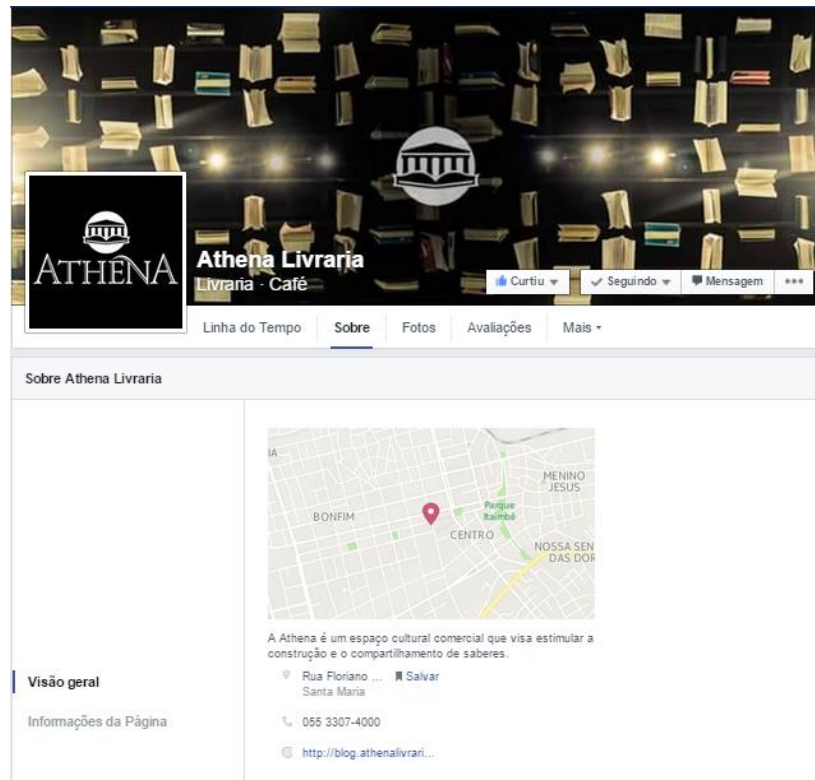 ATHENA
Athena Livraria
Livraria · Café
Curtiu
Seguindo
Mensagem
Linha do Tempo
Sobre
Fotos
Avaliações
Mais
Sobre Athena Livraria
IA
MENINO
JESUS
Parque
Itaimbé
BONFIM
CENTRO
NOSSA SEN
DAS DOR
A Athena é um espaço cultural comercial que visa estimular a
construção e o compartilhamento de saberes.
Visão geral
Informações da Página
Rua Floriano ... Salvar
Santa Maria
055 3307-4000
http://blog.athenalivrari...